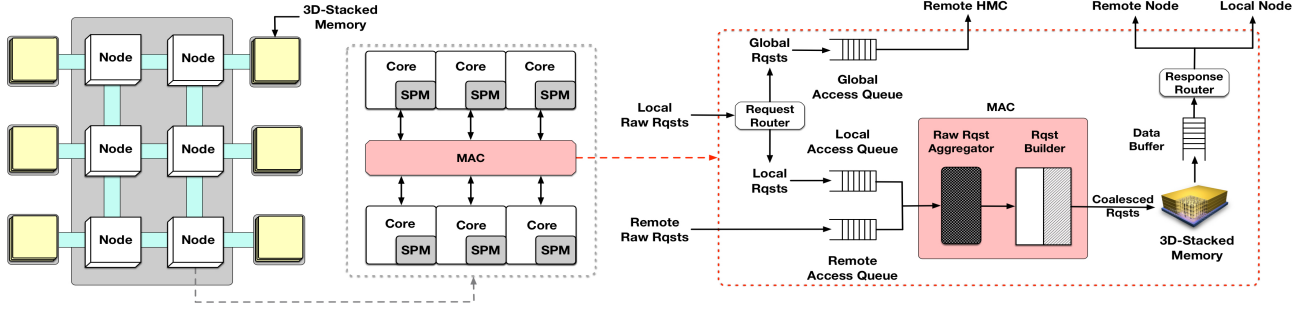 3D-Stacked
Memory
Node
Node
Node
Node
Node
Node
Core
Core
Core
SPM
SPM
SPM
MAC
Core
Core
Core
SPM
SPM
SPM
Remote HMC
Remote Node
Local Node
Global
Rqsts
Global
Access Queue
Local
Raw Rqsts
Request
Router
Local
Access Queue
Local
Rqsts
Remote
Raw Rqsts
Remote
Access Queue
MAC
Raw Rqst
Aggregator
Rqst
Builder
Coalesced
Rqsts
Response
Router
Data
Buffer
3D-Stacked
Memory